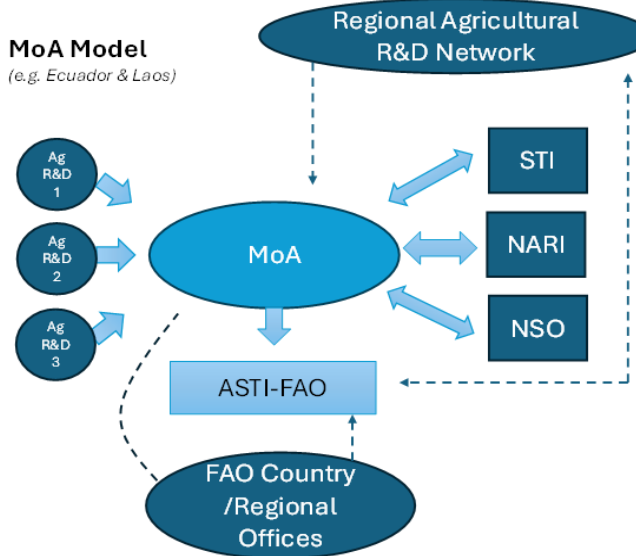 Regional Agricultural
R&D Network
MoA Model
(e.g. Ecuador & Laos)
Ag
R&D
1
Ag
R&D
2
Ag
R&D
3
MoA
STI
NARI
NSO
ASTI-FAO
FAO Country
/Regional
Offices